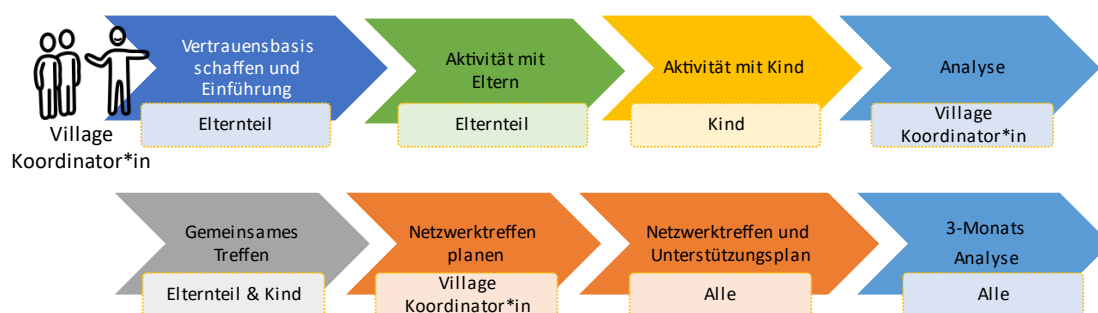 Vertrauensbasis
schaffen und
Einführung
Elternteil
Aktivität mit
Eltern
Elternteil
Aktivität mit Kind
Kind
Analyse
Village
Koordinator*in
Village
Koordinator*in
Gemeinsames
Treffen
Elternteil & Kind
Netzwerktreffen
planen
Village
Koordinator*in
Netzwerktreffen und
Unterstützungsplan
Alle
3-Monats
Analyse
Alle